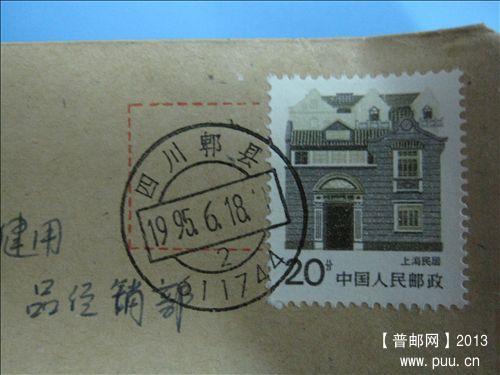 四川郫县
1995.6.18.
2
611744
上海民居
20分
中国人民邮政
建用
品经销部
【普邮网】2013
www.puu.cn